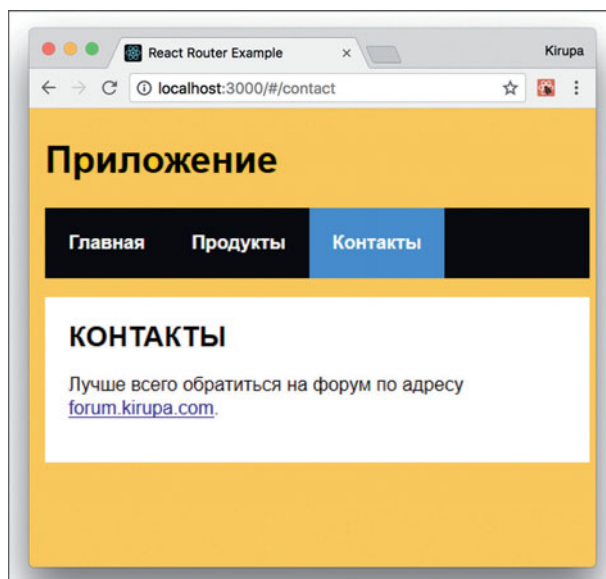 React Router Example
Kirupa
localhost:3000/#/contact
Приложение
Главная Продукты Контакты
КОНТАКТЫ
Лучше всего обратиться на форум по адресу
forum.kirupa.com.